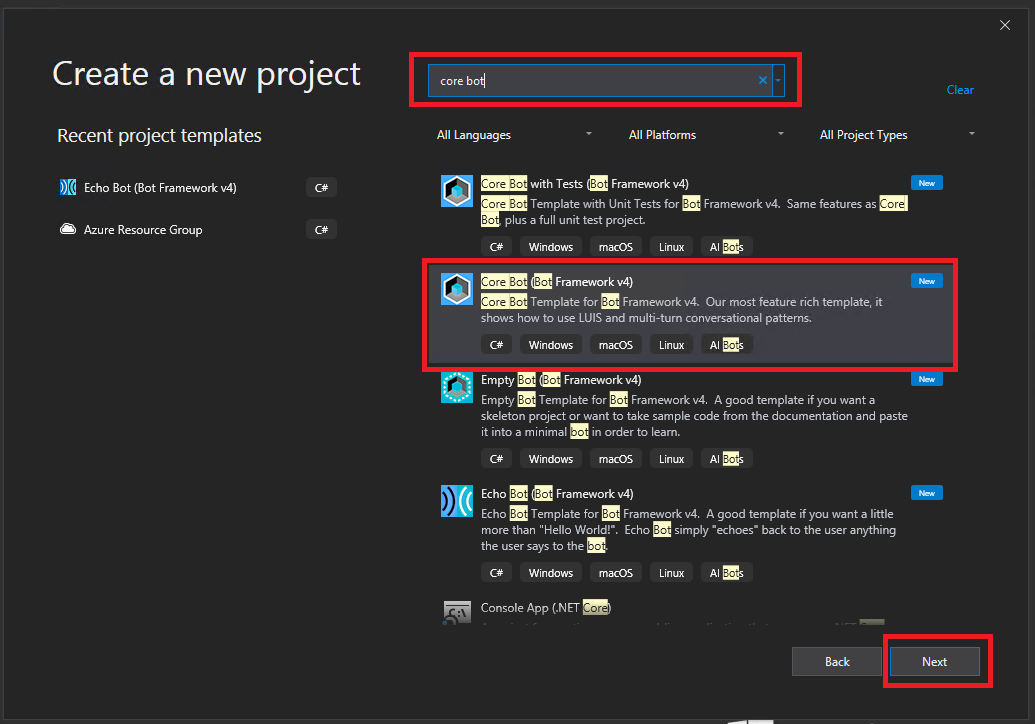 Create a new project
core bot
Clear
Recent project templates
All Languages
All Platforms
All Project Types
Echo Bot (Bot Framework v4)
C#
Azure Resource Group
C#
Core Bot with Tests (Bot Framework v4)
New
Core Bot Template with Unit Tests for Bot Framework v4. Same features as Core
Bot, plus a full unit test project.
C# Windows macOS Linux AI Bots
Core Bot (Bot Framework v4)
New
Core Bot Template for Bot Framework v4. Our most feature rich template, it
shows how to use LUIS and multi-turn conversational patterns.
C# Windows macOS Linux AI Bots
Empty Bot (Bot Framework v4)
New
Empty Bot Template for Bot Framework v4. A good template if you want a
skeleton project or want to take sample code from the documentation and paste
it into a minimal bot in order to learn.
C# Windows macOS Linux AI Bots
Echo Bot (Bot Framework v4)
New
Echo Bot Template for Bot Framework v4. A good template if you want a little
more than "Hello World!". Echo Bot simply "echoes" back to the user anything
the user says to the bot.
C# Windows macOS Linux AI Bots
Console App (.NET Core)
Back
Next